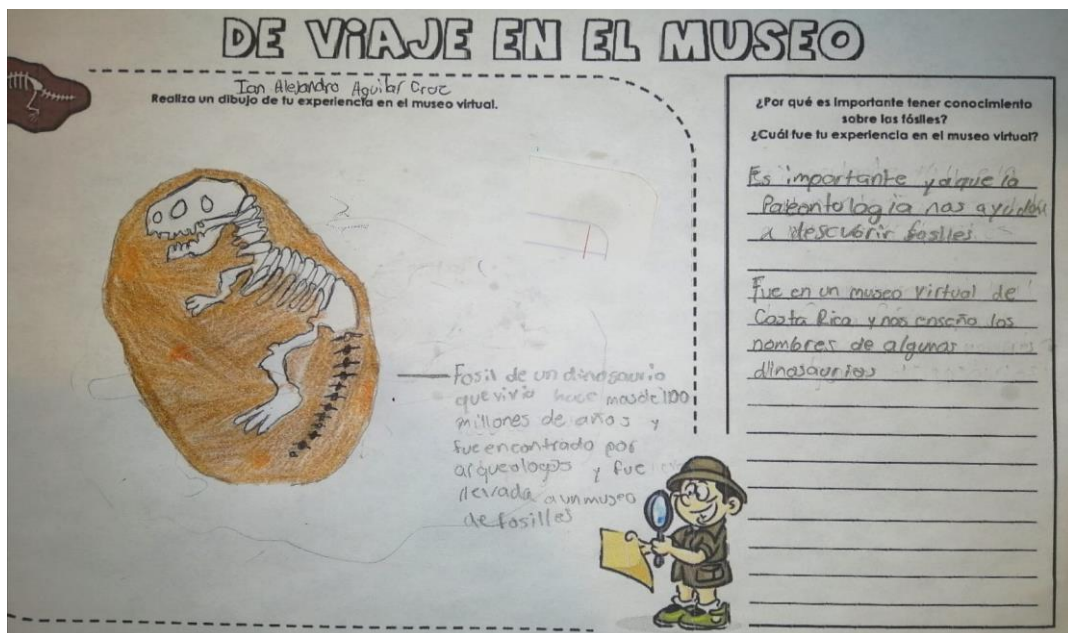 DE VIAJE EN EL MUSEO
Ian Alejandro Aguilar Cruz
Realiza un dibujo de tu experiencia en el museo virtual.
Fosil de un dinosaurio
que vivio hace mas de 100
millones de años y
fue encontrado por
arqueologos y fue
llevada a un museo
de fosilles
¿Por qué es importante tener conocimiento
sobre los fósiles?
¿Cuál fue tu experiencia en el museo virtual?
Es importante ya que la
Paleontología nos
a descubrir fosiles
Fue en un museo virtual de
Costa Rica y nos enseño los
nombres de algunos
dinosaurios